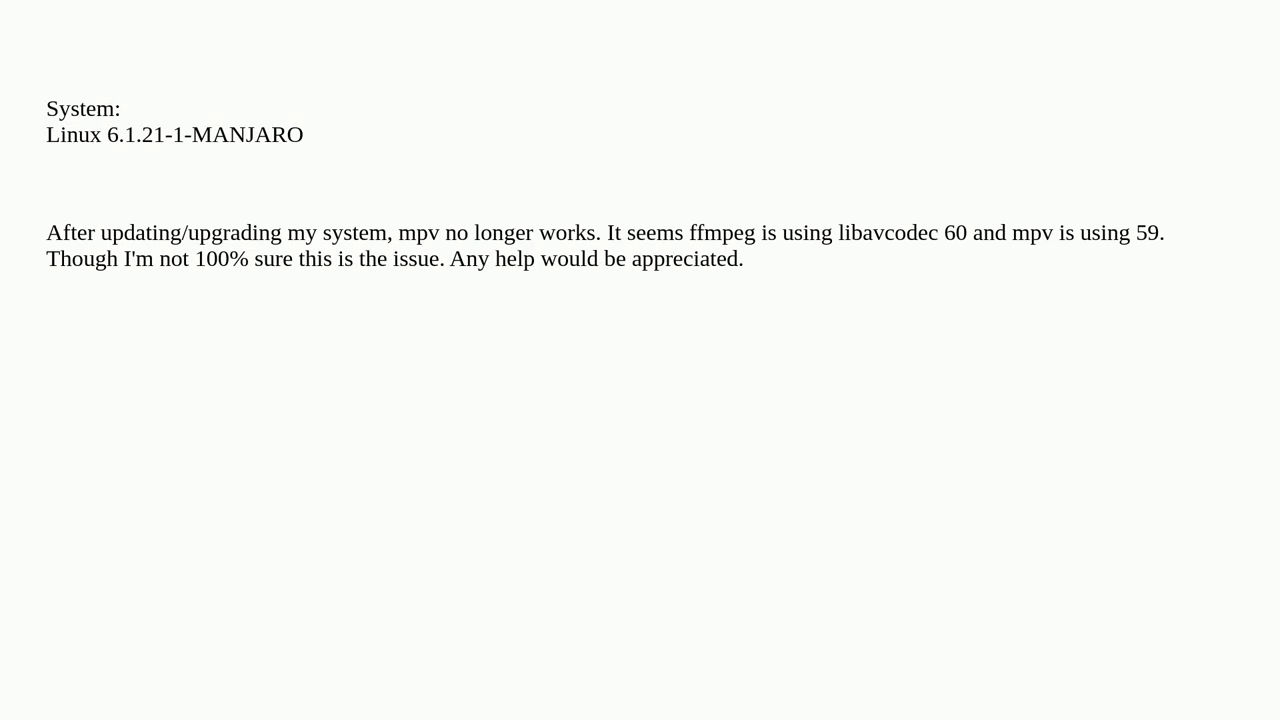 System:
Linux 6.1.21-1-MANJARO
After updating/upgrading my system, mpv no longer works. It seems ffmpeg is using libavcodec 60 and mpv is using 59.
Though I'm not 100% sure this is the issue. Any help would be appreciated.